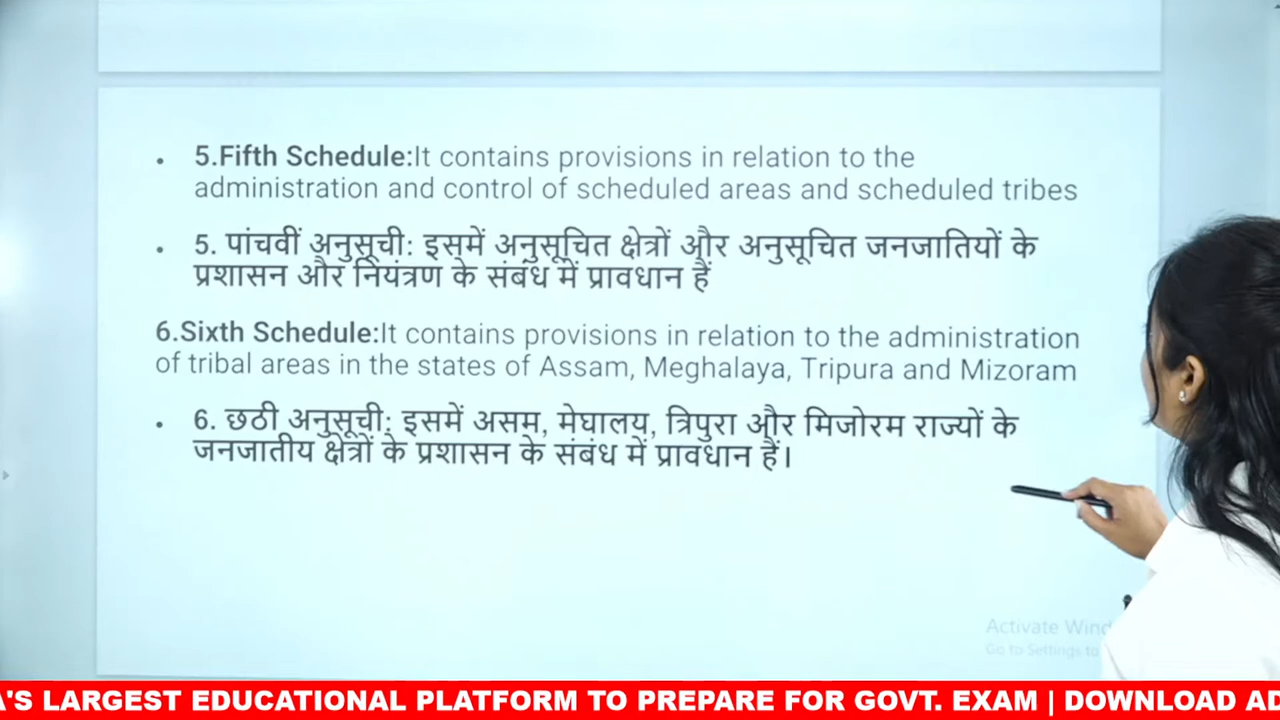 5.Fifth Schedule:It contains provisions in relation to the
administration and control of scheduled areas and scheduled tribes
5. पांचवीं अनुसूची: इसमें अनुसूचित क्षेत्रों और अनुसूचित जनजातियों के
प्रशासन और नियंत्रण के संबंध में प्रावधान हैं
6.Sixth Schedule:It contains provisions in relation to the administration
of tribal areas in the states of Assam, Meghalaya, Tripura and Mizoram
6. छठी अनुसूची: इसमें असम, मेघालय, त्रिपुरा और मिजोरम राज्यों के
जनजातीय क्षेत्रों के प्रशासन के संबंध में प्रावधान हैं।
Activate Wind
Go to Settings to
A'S LARGEST EDUCATIONAL PLATFORM TO PREPARE FOR GOVT. EXAM | DOWNLOAD AD